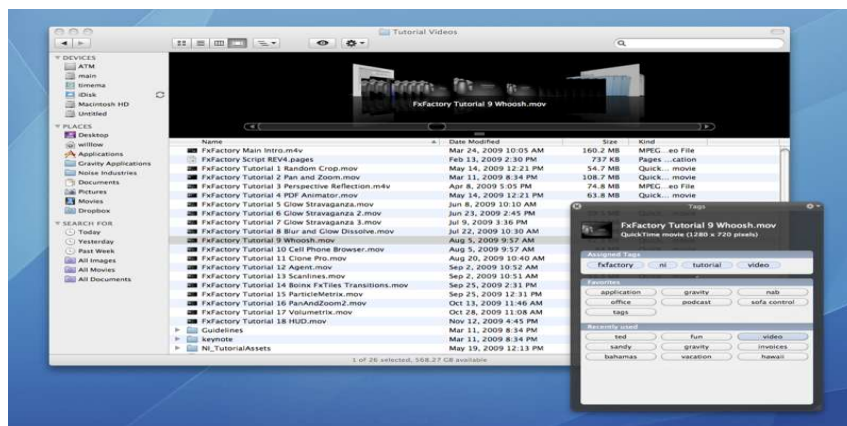 Tutorial Videos
DEVICES
ATM
main
timema
iDisk
Macintosh HD
Untitled
PLACES
Desktop
willlow
Applications
Gravity Applications
Noise Industries
Documents
Pictures
Movies
Dropbox
SEARCH FOR
Today
Yesterday
Past Week
All Images
All Movies
All Documents
FxFactory Tutorial 9 Whoosh.mov
Name Date Modified Size Kind
FxFactory Main Intro.m4v Mar 24, 2009 10:05 AM 160.2 MB MPEG...eo File
FxFactory Script REV4.pages Feb 13, 2009 2:30 PM 737 KB Pages ...cation
FxFactory Tutorial 1 Random Crop.mov May 14, 2009 12:21 PM 54.7 MB Quick... movie
FxFactory Tutorial 2 Pan and Zoom.mov Mar 11, 2009 8:34 PM 108.7 MB Quick... movie
FxFactory Tutorial 3 Perspective Reflection.m4v Apr 8, 2009 5:05 PM 74.8 MB MPEG...eo File
FxFactory Tutorial 4 PDF Animator.mov May 14, 2009 12:21 PM 63.8 MB Quick... movie
FxFactory Tutorial 5 Glow Stravaganza.mov Jun 8, 2009 10:10 AM
FxFactory Tutorial 6 Glow Stravaganza 2.mov Jun 23, 2009 2:45 PM
FxFactory Tutorial 7 Glow Stravaganza 3.mov Jul 9, 2009 3:36 PM
FxFactory Tutorial 8 Blur and Glow Dissolve.mov Jul 22, 2009 10:30 AM
FxFactory Tutorial 9 Whoosh.mov Aug 5, 2009 9:57 AM
FxFactory Tutorial 10 Cell Phone Browser.mov Aug 5, 2009 9:57 AM
FxFactory Tutorial 11 Clone Pro.mov Aug 20, 2009 10:40 AM
FxFactory Tutorial 12 Agent.mov Sep 2, 2009 10:52 AM
FxFactory Tutorial 13 Scanlines.mov Sep 2, 2009 10:51 AM
FxFactory Tutorial 14 Boinx FxTiles Transitions.mov Sep 25, 2009 2:31 PM
FxFactory Tutorial 15 ParticleMetrix.mov Sep 25, 2009 12:31 PM
FxFactory Tutorial 16 PanAndZoom2.mov Oct 13, 2009 11:46 AM
FxFactory Tutorial 17 Quadrants.mov Oct 28, 2009 11:08 AM
FxFactory Tutorial 18 HUD.mov Nov 12, 2009 4:45 PM
Guidelines Mar 11, 2009 8:34 PM
keynote Mar 11, 2009 8:34 PM
NI_TutorialAssets May 19, 2009 12:13 PM
1 of 26 selected, 568.27 GB available
Tags
FxFactory Tutorial 9 Whoosh.mov
QuickTime movie (1280 x 720 pixels)
Assigned Tags
fxfactory ni tutorial video
Favorites
application gravity nab
office podcast sofa control
tags
Recently used
ted fun video
sandy gravity invoices
bahamas vacation hawaii